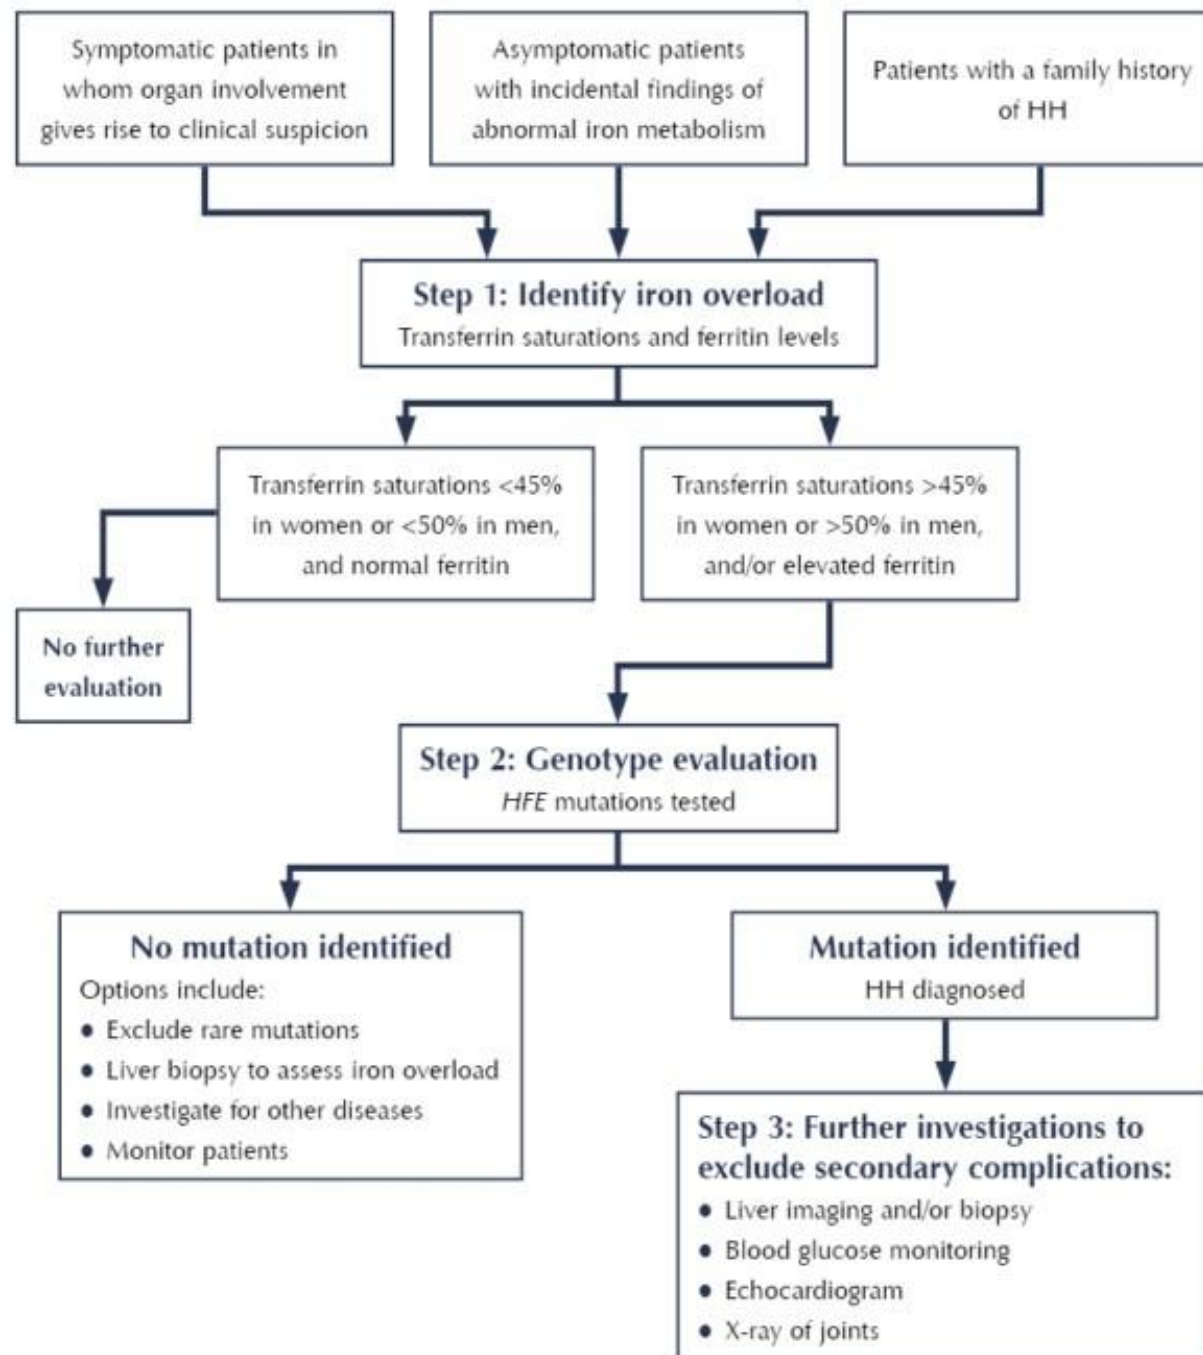 Symptomatic patients in
whom organ involvement
gives rise to clinical suspicion
Asymptomatic patients
with incidental findings of
abnormal iron metabolism
Patients with a family history
of HH
Step 1: Identify iron overload
Transferrin saturations and ferritin levels
Transferrin saturations <45%
in women or <50% in men,
and normal ferritin
Transferrin saturations >45%
in women or >50% in men,
and/or elevated ferritin
No further
evaluation
Step 2: Genotype evaluation
HFE mutations tested
No mutation identified
Options include:
● Exclude rare mutations
● Liver biopsy to assess iron overload
● Investigate for other diseases
● Monitor patients
Mutation identified
HH diagnosed
Step 3: Further investigations to
exclude secondary complications:
● Liver imaging and/or biopsy
● Blood glucose monitoring
● Echocardiogram
● X-ray of joints